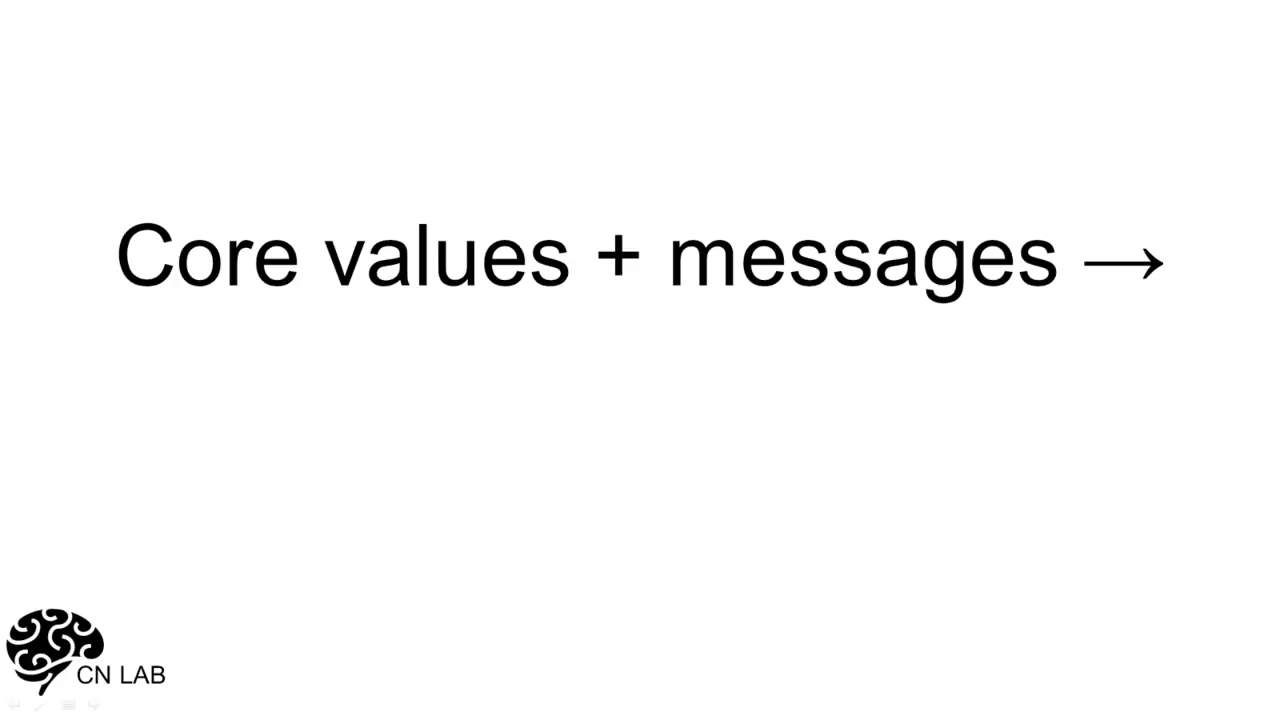 Core values + messages →
CN LAB